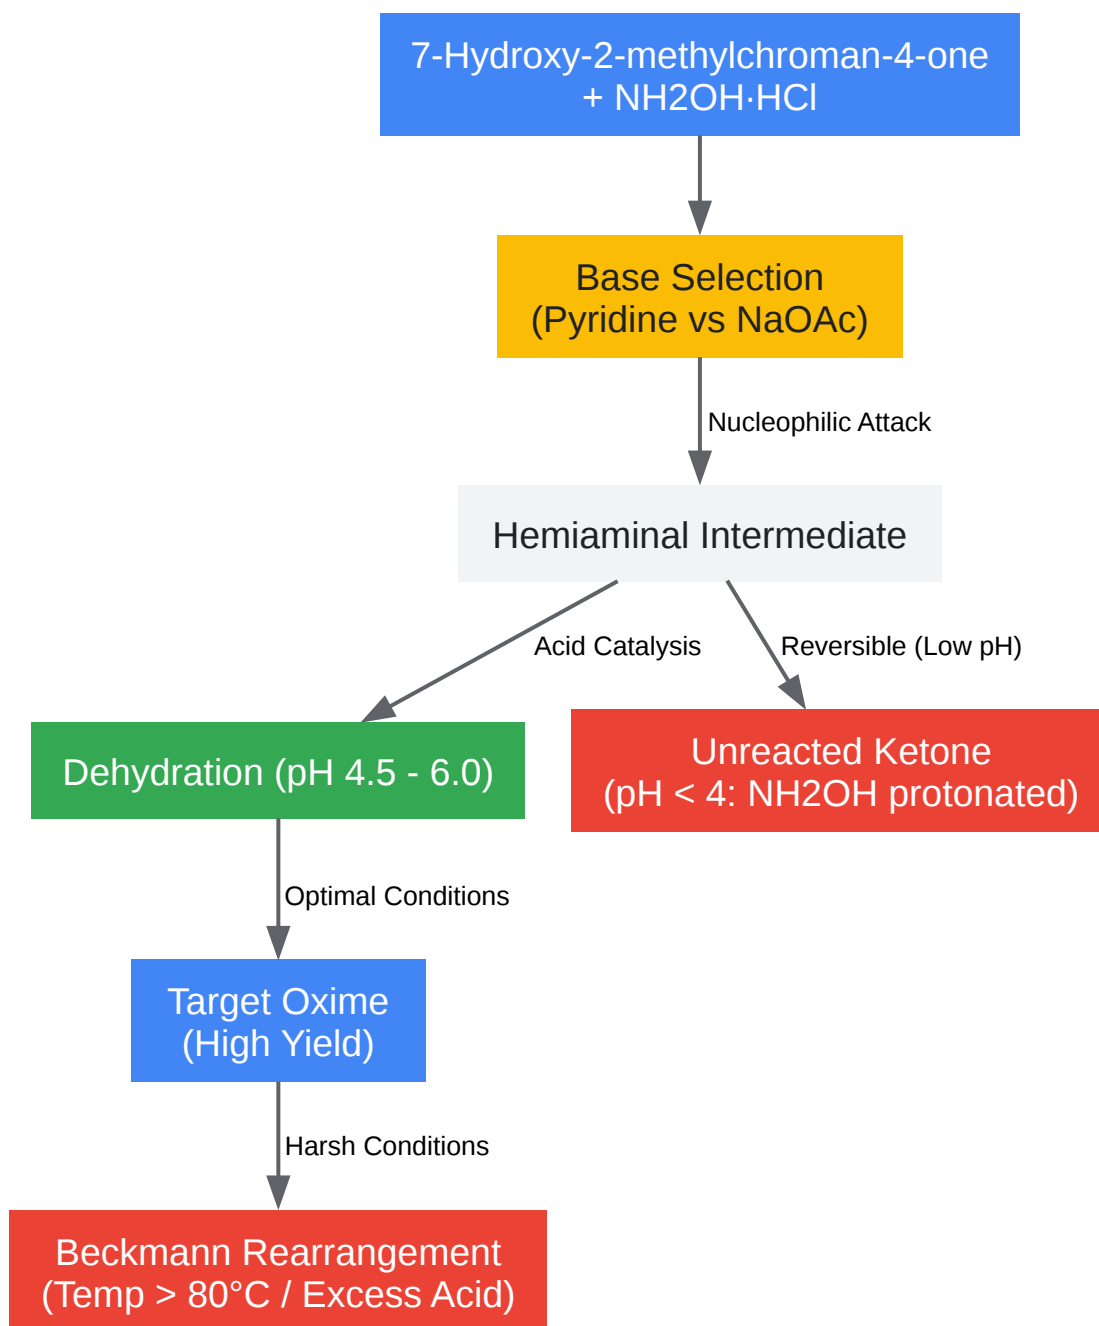 7-Hydroxy-2-methylchroman-4-one
+ NH2OH·HCl
Base Selection
(Pyridine vs NaOAc)
Nucleophilic Attack
Hemiaminal Intermediate
Acid Catalysis
Reversible (Low pH)
Dehydration (pH 4.5 - 6.0)
Unreacted Ketone
(pH < 4: NH2OH protonated)
Optimal Conditions
Target Oxime
(High Yield)
Harsh Conditions
Beckmann Rearrangement
(Temp > 80°C / Excess Acid)